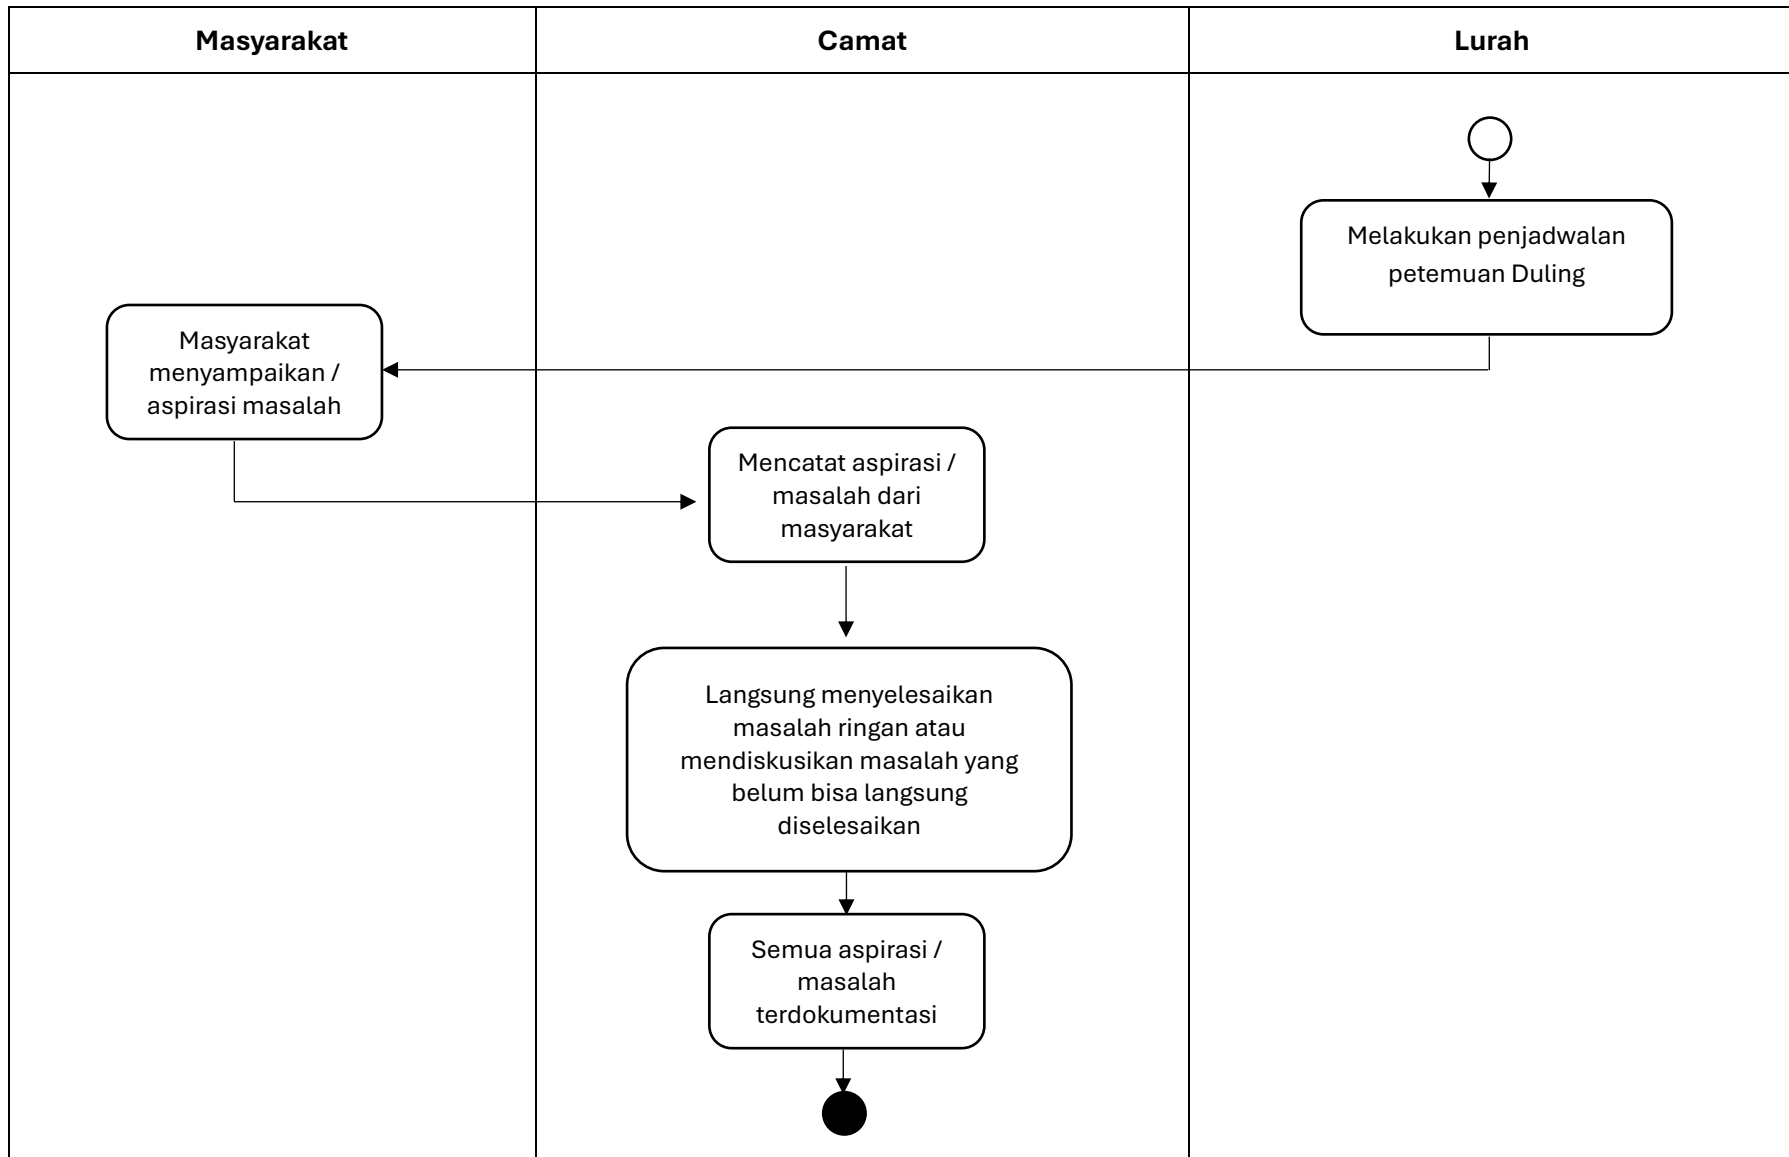 Masyarakat
Camat
Lurah
Melakukan penjadwalan
petemuan Duling
Masyarakat
menyampaikan /
aspirasi masalah
Mencatat aspirasi /
masalah dari
masyarakat
Langsung menyelesaikan
masalah ringan atau
mendiskusikan masalah yang
belum bisa langsung
diselesaikan
Semua aspirasi /
masalah
terdokumentasi